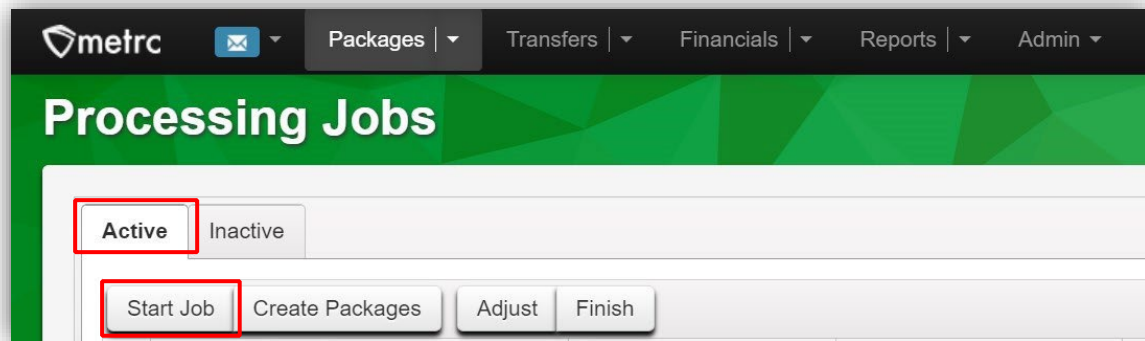 metrc Packages Transfers Financials Reports Admin
Processing Jobs
Active Inactive
Start Job Create Packages Adjust Finish